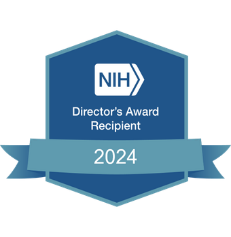 NIH
Director's Award
Recipient
2024